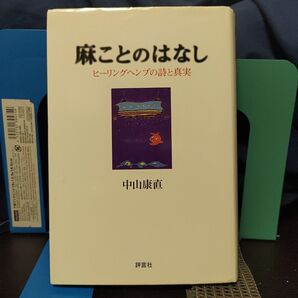 麻ことのはなし
ヒーリングヘンプの詩と真実
中山康直
評言社